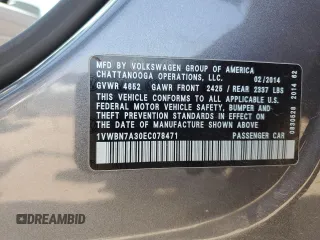 MFD BY VOLKSWAGEN GROUP OF AMERICA
CHATTANOOGA OPERATIONS, LLC. 02/2014
GVWR 4652 GAWR FRONT 2425 / REAR 2337 LBS
THIS VEHICLE CONFORMS TO ALL APPLICABLE U.S.
FEDERAL MOTOR VEHICLE SAFETY, BUMPER AND
THEFT PREVENTION STANDARDS IN EFFECT ON THE
DATE OF MANUFACTURE SHOWN ABOVE
1VWBN7A30EC078471 PASSENGER CAR
0830528 2014 62